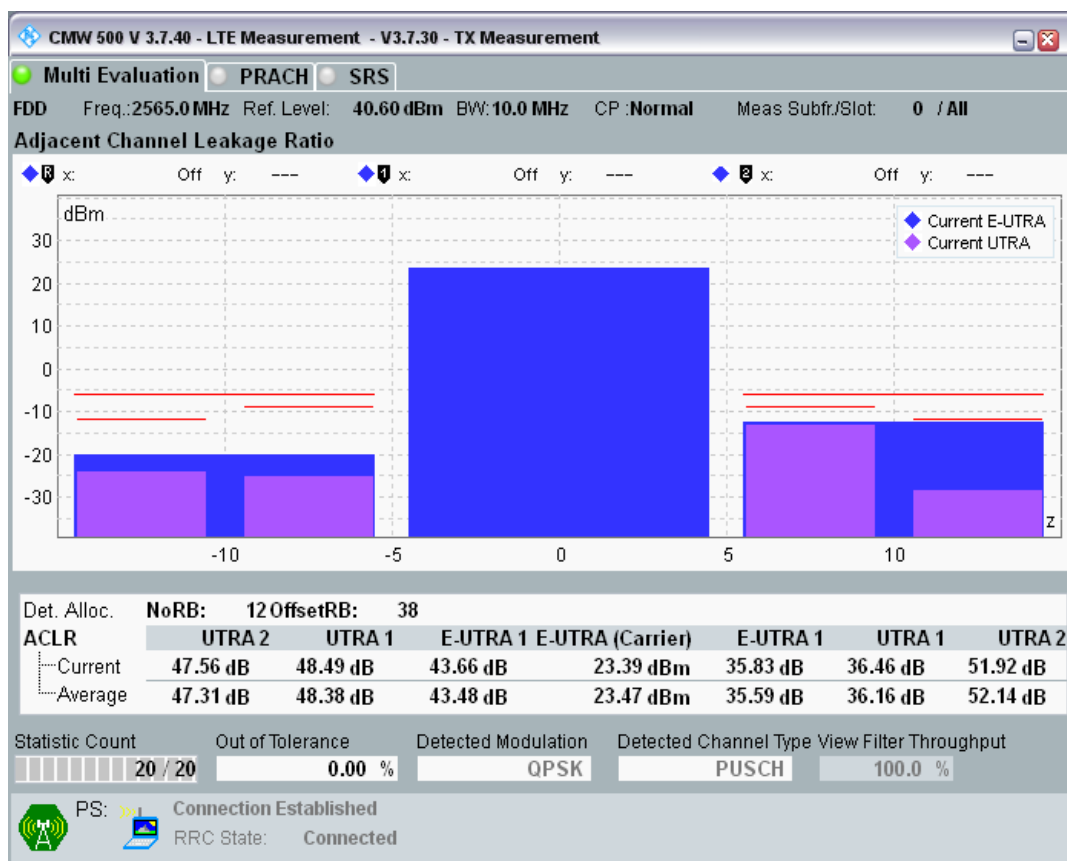 CMW 500 V 3.7.40 - LTE Measurement - V3.7.30 - TX Measurement
Multi Evaluation PRACH SRS
FDD Freq.:2565.0 MHz Ref. Level: 40.60 dBm BW:10.0 MHz CP :Normal Meas Subfr./Slot: 0 / All
Adjacent Channel Leakage Ratio
R x: Off y: --- 1 x: Off y: --- 2 x: Off y: ---
dBm
Current E-UTRA
Current UTRA
30
20
10
0
-10
-20
-30
z
-10 -5 0 5 10
Det. Alloc. NoRB: 12 OffsetRB: 38
ACLR UTRA 2 UTRA 1 E-UTRA 1 E-UTRA (Carrier) E-UTRA 1 UTRA 1 UTRA 2
Current 47.56 dB 48.49 dB 43.66 dB 23.39 dBm 35.83 dB 36.46 dB 51.92 dB
Average 47.31 dB 48.38 dB 43.48 dB 23.47 dBm 35.59 dB 36.16 dB 52.14 dB
Statistic Count Out of Tolerance Detected Modulation Detected Channel Type View Filter Throughput
20 / 20 0.00 % QPSK PUSCH 100.0 %
PS: Connection Established
RRC State: Connected